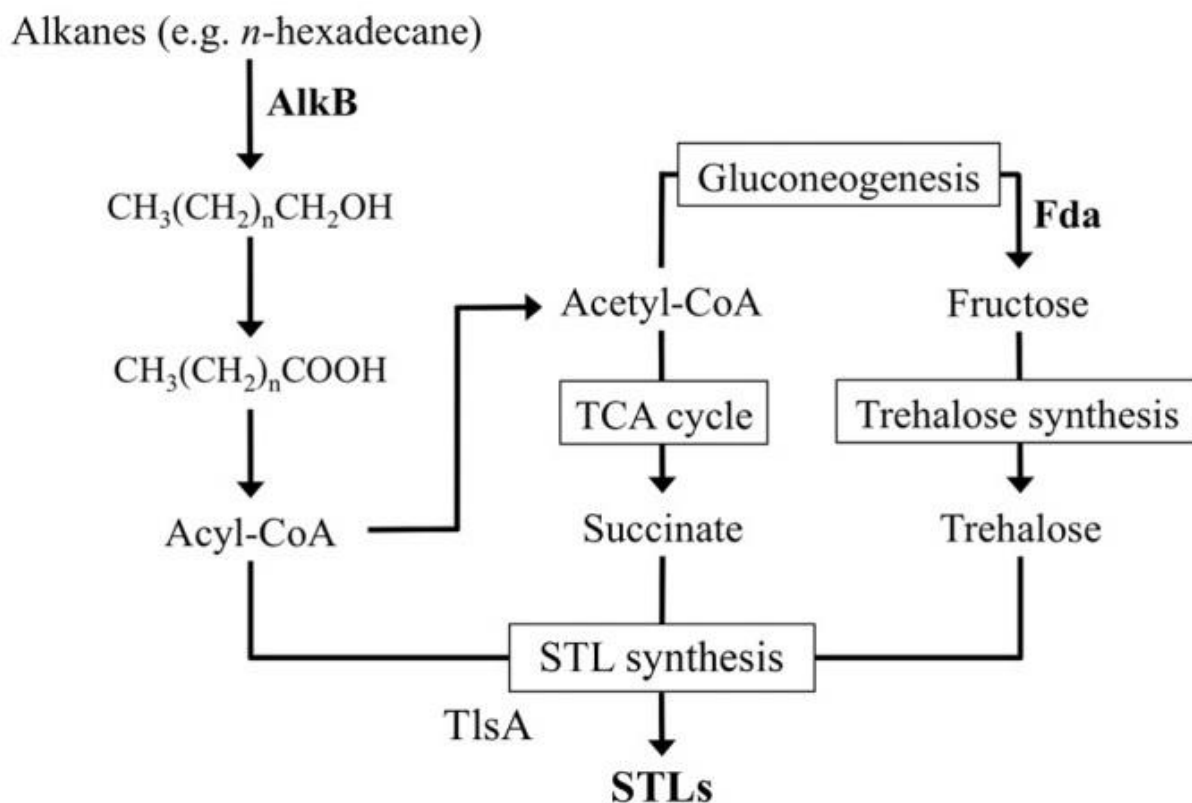 Alkanes (e.g. n-hexadecane)
AlkB
CH₃(CH₂)ₙCH₂OH
CH₃(CH₂)ₙCOOH
Acyl-CoA
Gluconeogenesis
Fda
Acetyl-CoA
Fructose
TCA cycle
Trehalose synthesis
Succinate
Trehalose
STL synthesis
TlsA
STLs